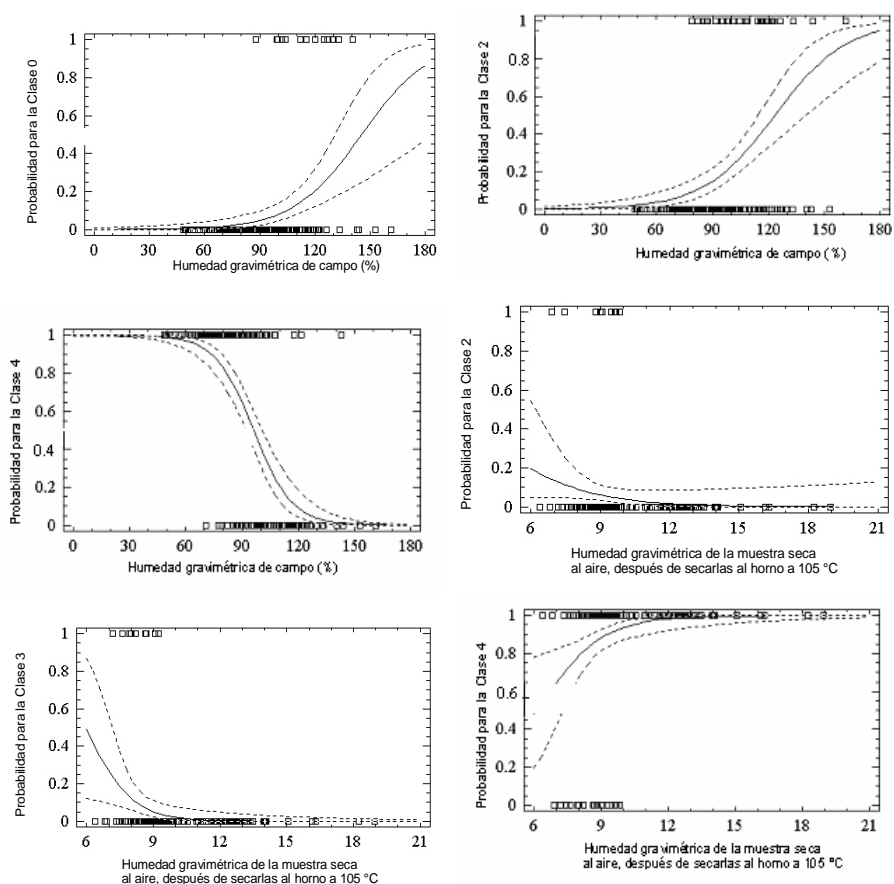 Probabilidad para la Clase 0
1
0.8
0.6
0.4
0.2
0
0 30 60 90 120 150 180
Humedad gravimétrica de campo (%)
Probabilidad para la Clase 2
1
0.8
0.6
0.4
0.2
0
0 30 60 90 120 150 180
Humedad gravimétrica de campo (%)
Probabilidad para la Clase 4
1
0.8
0.6
0.4
0.2
0
0 30 60 90 120 150 180
Humedad gravimétrica de campo (%)
Probabilidad para la Clase 2
1
0.8
0.6
0.4
0.2
0
6 9 12 15 18 21
Humedad gravimétrica de la muestra seca
al aire, después de secarlas al horno a 105 °C
Probabilidad para la Clase 3
1
0.8
0.6
0.4
0.2
0
6 9 12 15 18 21
Humedad gravimétrica de la muestra seca
al aire, después de secarlas al horno a 105 °C
Probabilidad para la Clase 4
1
0.8
0.6
0.4
0.2
0
6 9 12 15 18 21
Humedad gravimétrica de la muestra seca
al aire, después de secarlas al horno a 105 °C